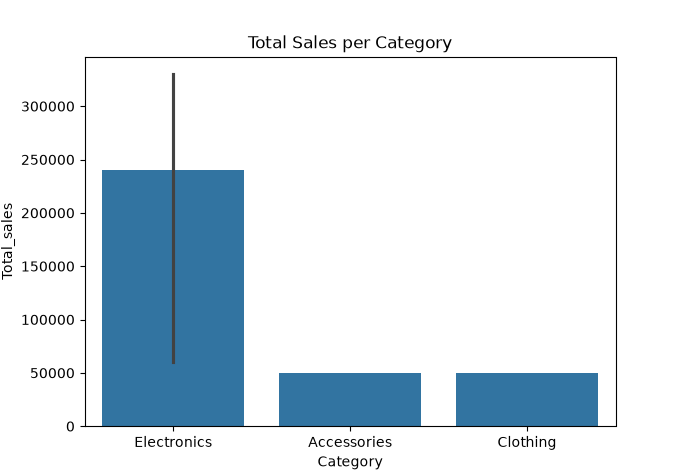 Total Sales per Category
Total_sales
300000
250000
200000
150000
100000
50000
0
Electronics Accessories Clothing
Category